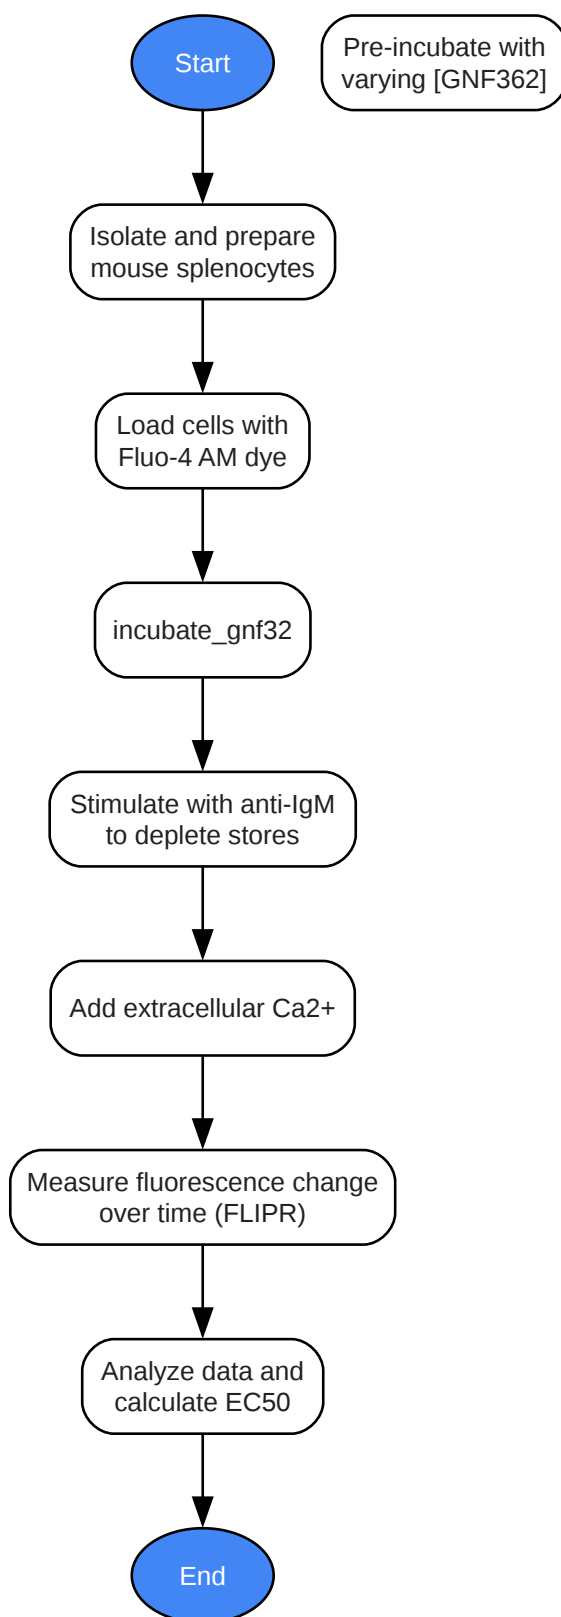 Start
Pre-incubate with
varying [GNF362]
Isolate and prepare
mouse splenocytes
Load cells with
Fluo-4 AM dye
incubate_gnf32
Stimulate with anti-IgM
to deplete stores
Add extracellular Ca2+
Measure fluorescence change
over time (FLIPR)
Analyze data and
calculate EC50
End